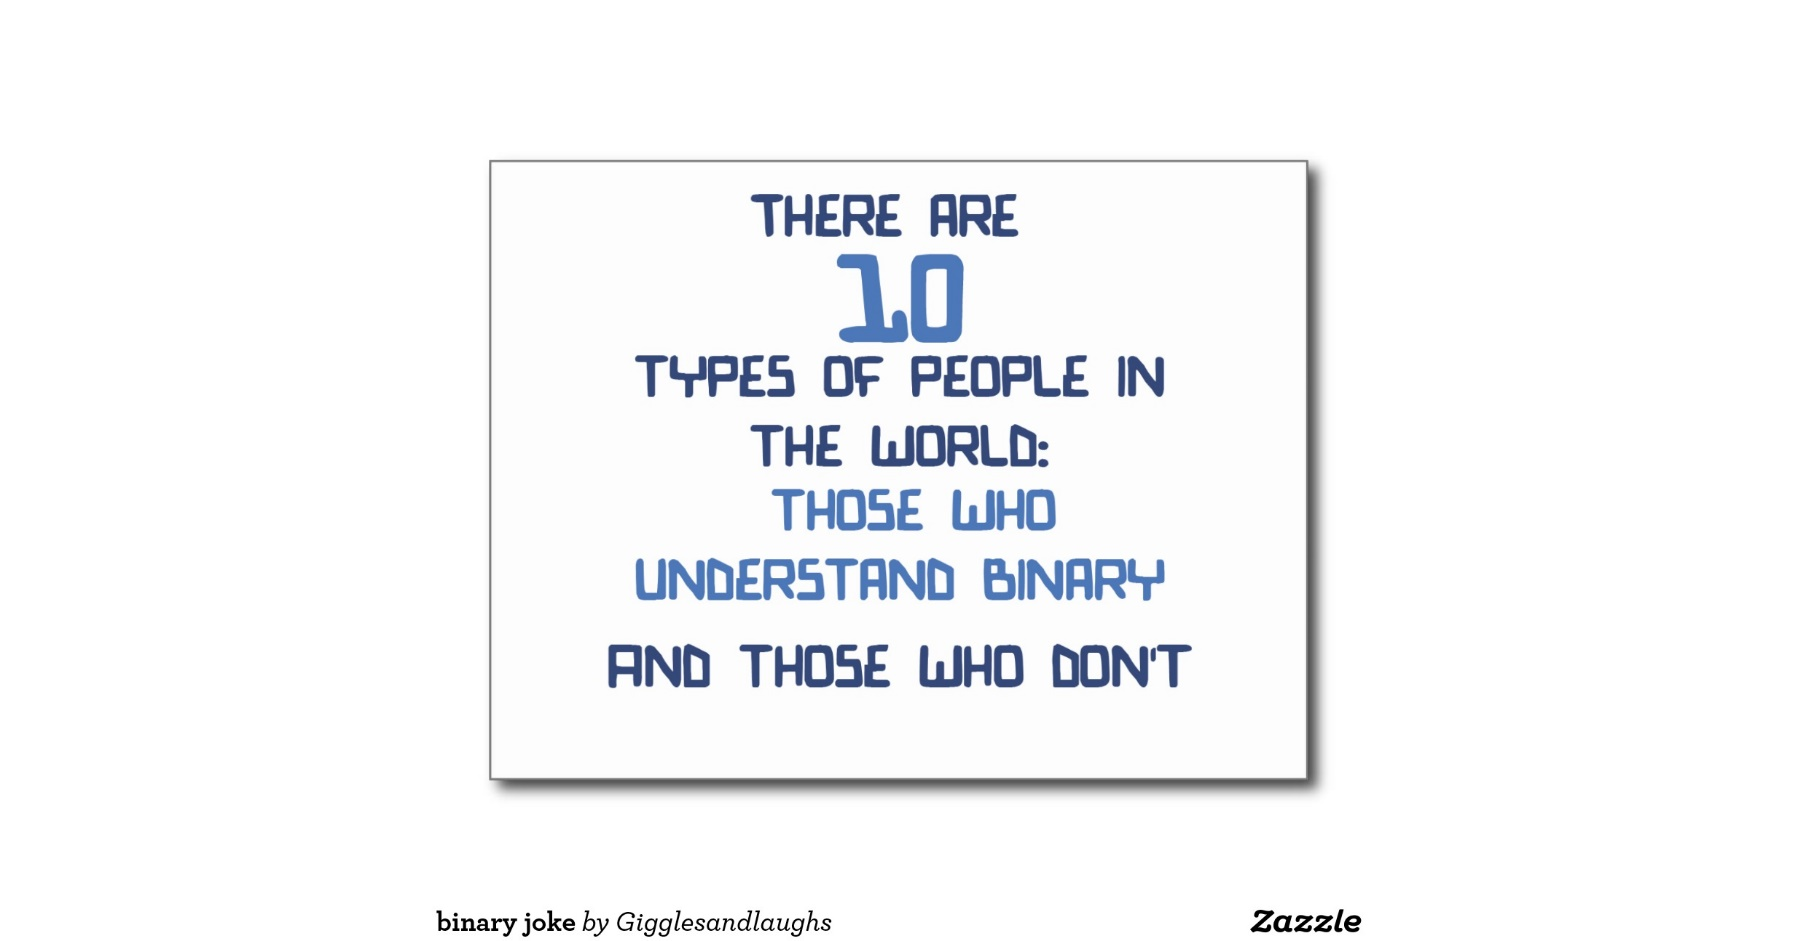 THERE ARE
10
TYPES OF PEOPLE IN
THE WORLD:
THOSE WHO
UNDERSTAND BINARY
AND THOSE WHO DON'T
binary joke by Gigglesandlaughs
Zazzle